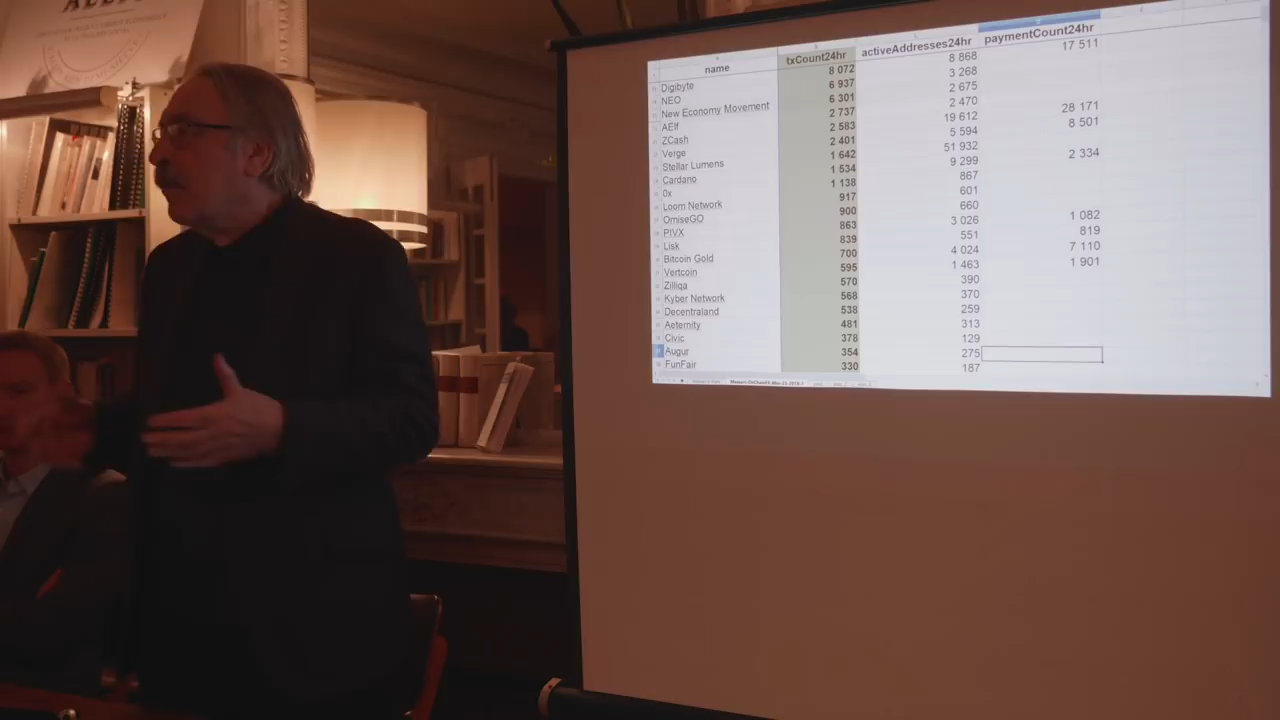 name txCount24hr activeAddresses24hr paymentCount24hr
Digibyte 8 072 8 868 17 511
NEO 6 937 3 268
New Economy Movement 6 301 2 675
AElf 2 737 2 470
ZCash 2 583 19 612 28 171
Verge 2 401 5 594 8 501
Stellar Lumens 1 642 51 932
Cardano 1 534 9 299 2 334
0x 1 138 867
Loom Network 917 601
OmiseGO 900 660
PIVX 863 3 026 1 082
Lisk 839 551 819
Bitcoin Gold 700 4 024 7 110
Vertcoin 595 1 463 1 901
Zilliqa 570 390
Kyber Network 568 370
Decentraland 538 259
Aeternity 481 313
Civic 378 129
Augur 354 275
FunFair 330 187